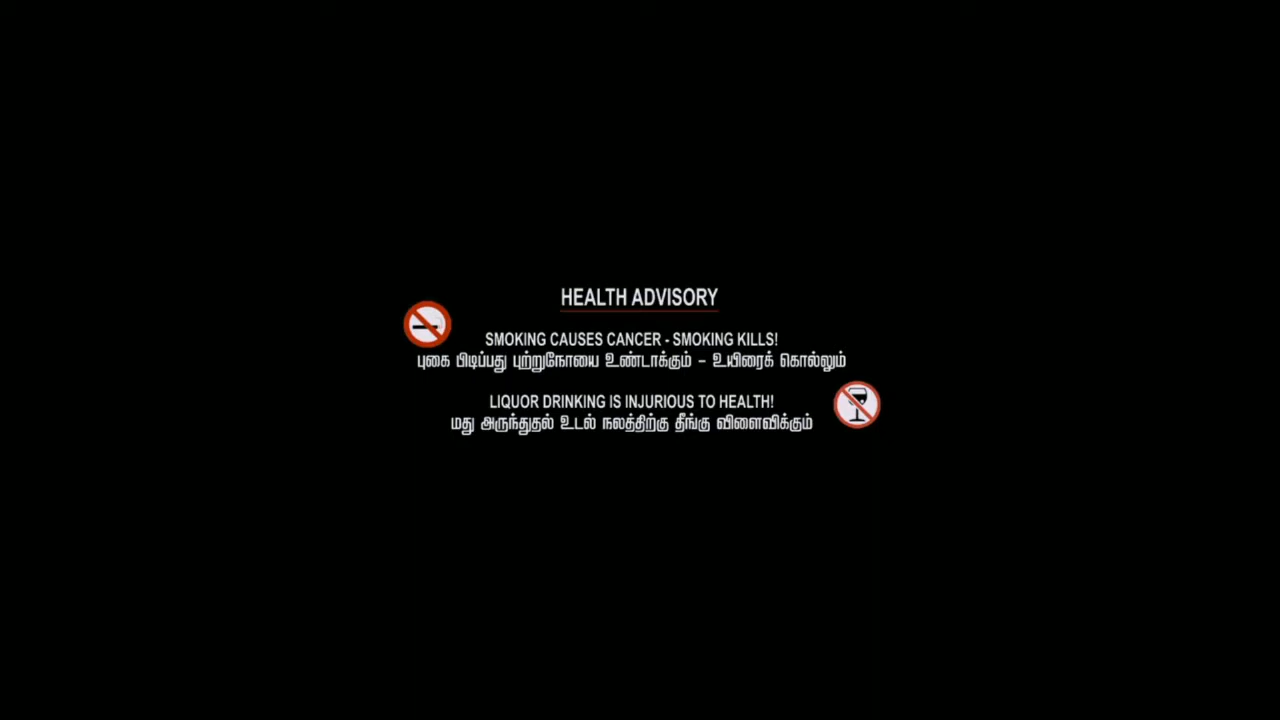 HEALTH ADVISORY
SMOKING CAUSES CANCER - SMOKING KILLS!
புகை பிடிப்பது புற்றுநோயை உண்டாக்கும் - உயிரைக் கொல்லும்
LIQUOR DRINKING IS INJURIOUS TO HEALTH!
மது அருந்துதல் உடல் நலத்திற்கு தீங்கு விளைவிக்கும்